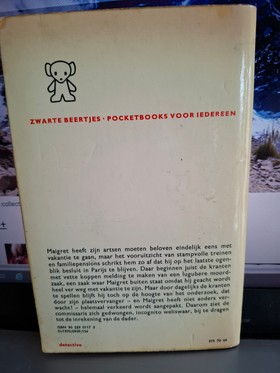 ZWARTE BEERTJES · POCKETBOOKS VOOR IEDEREEN
Maigret heeft zijn artsen moeten beloven eindelijk eens met
vakantie te gaan, maar het vooruitzicht van stampvolle treinen
en familiepensions schrikt hem zo af dat hij op het laatste ogen-
blik besluit in Parijs te blijven. Daar beginnen juist de kranten
met vette koppen melding te maken van een lugubere moord-
zaak, een zaak waar Maigret buiten staat omdat hij geacht wordt
heel ver weg met vakantie te zijn. Maar door dagelijks de kranten
te spellen blijft hij toch op de hoogte van het onderzoek, dat
door zijn plaatsvervanger – en Maigret heeft niet anders ver-
wacht! – helemaal verkeerd wordt aangepakt. Daarom ziet de
commissaris zich gedwongen, incognito weliswaar, bij te dragen
tot de inrekening van de dader.
detective